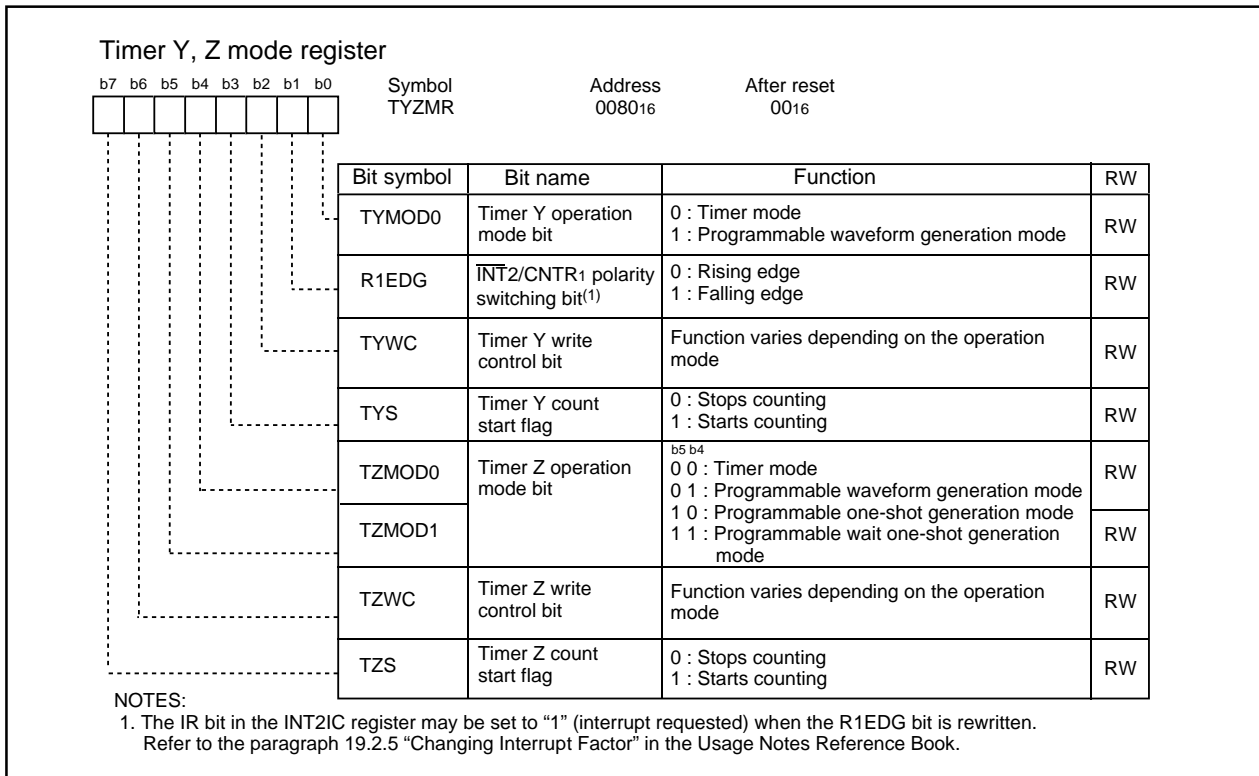 Timer Y, Z mode register
b7 b6 b5 b4 b3 b2 b1 b0
Symbol Address After reset
TYZMR 008016 0016
Bit symbol Bit name Function RW
TYMOD0 Timer Y operation mode bit 0 : Timer mode RW
1 : Programmable waveform generation mode
R1EDG INT2/CNTR1 polarity switching bit(1) 0 : Rising edge RW
1 : Falling edge
TYWC Timer Y write control bit Function varies depending on the operation mode RW
TYS Timer Y count start flag 0 : Stops counting RW
1 : Starts counting
TZMOD0 Timer Z operation mode bit b5 b4 RW
0 0 : Timer mode
0 1 : Programmable waveform generation mode
1 0 : Programmable one-shot generation mode
TZMOD1 1 1 : Programmable wait one-shot generation mode RW
TZWC Timer Z write control bit Function varies depending on the operation mode RW
TZS Timer Z count start flag 0 : Stops counting RW
1 : Starts counting
NOTES:
1. The IR bit in the INT2IC register may be set to “1” (interrupt requested) when the R1EDG bit is rewritten.
Refer to the paragraph 19.2.5 “Changing Interrupt Factor” in the Usage Notes Reference Book.